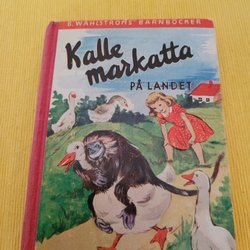 B. WAHLSTRÖMS BARNBÖCKER
Kalle
markatta
PÅ LANDET